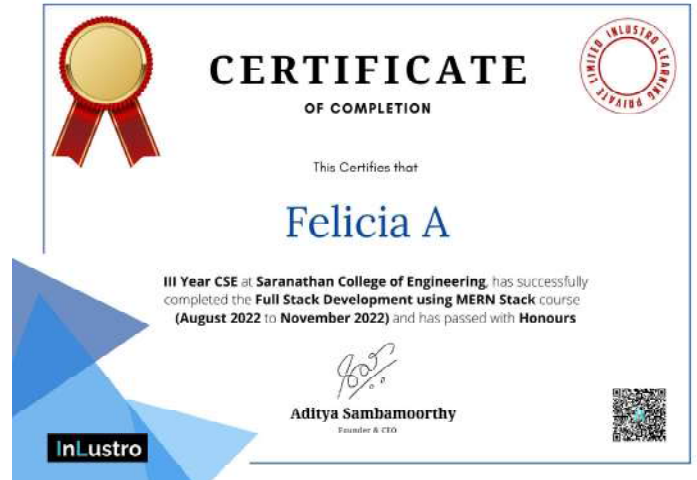 CERTIFICATE
OF COMPLETION
INLUSTRO LEARNING PRIVATE LIMITED
This Certifies that
Felicia A
III Year CSE at Saranathan College of Engineering, has successfully
completed the Full Stack Development using MERN Stack course
(August 2022 to November 2022) and has passed with Honours
Aditya Sambamoorthy
Founder & CEO
InLustro